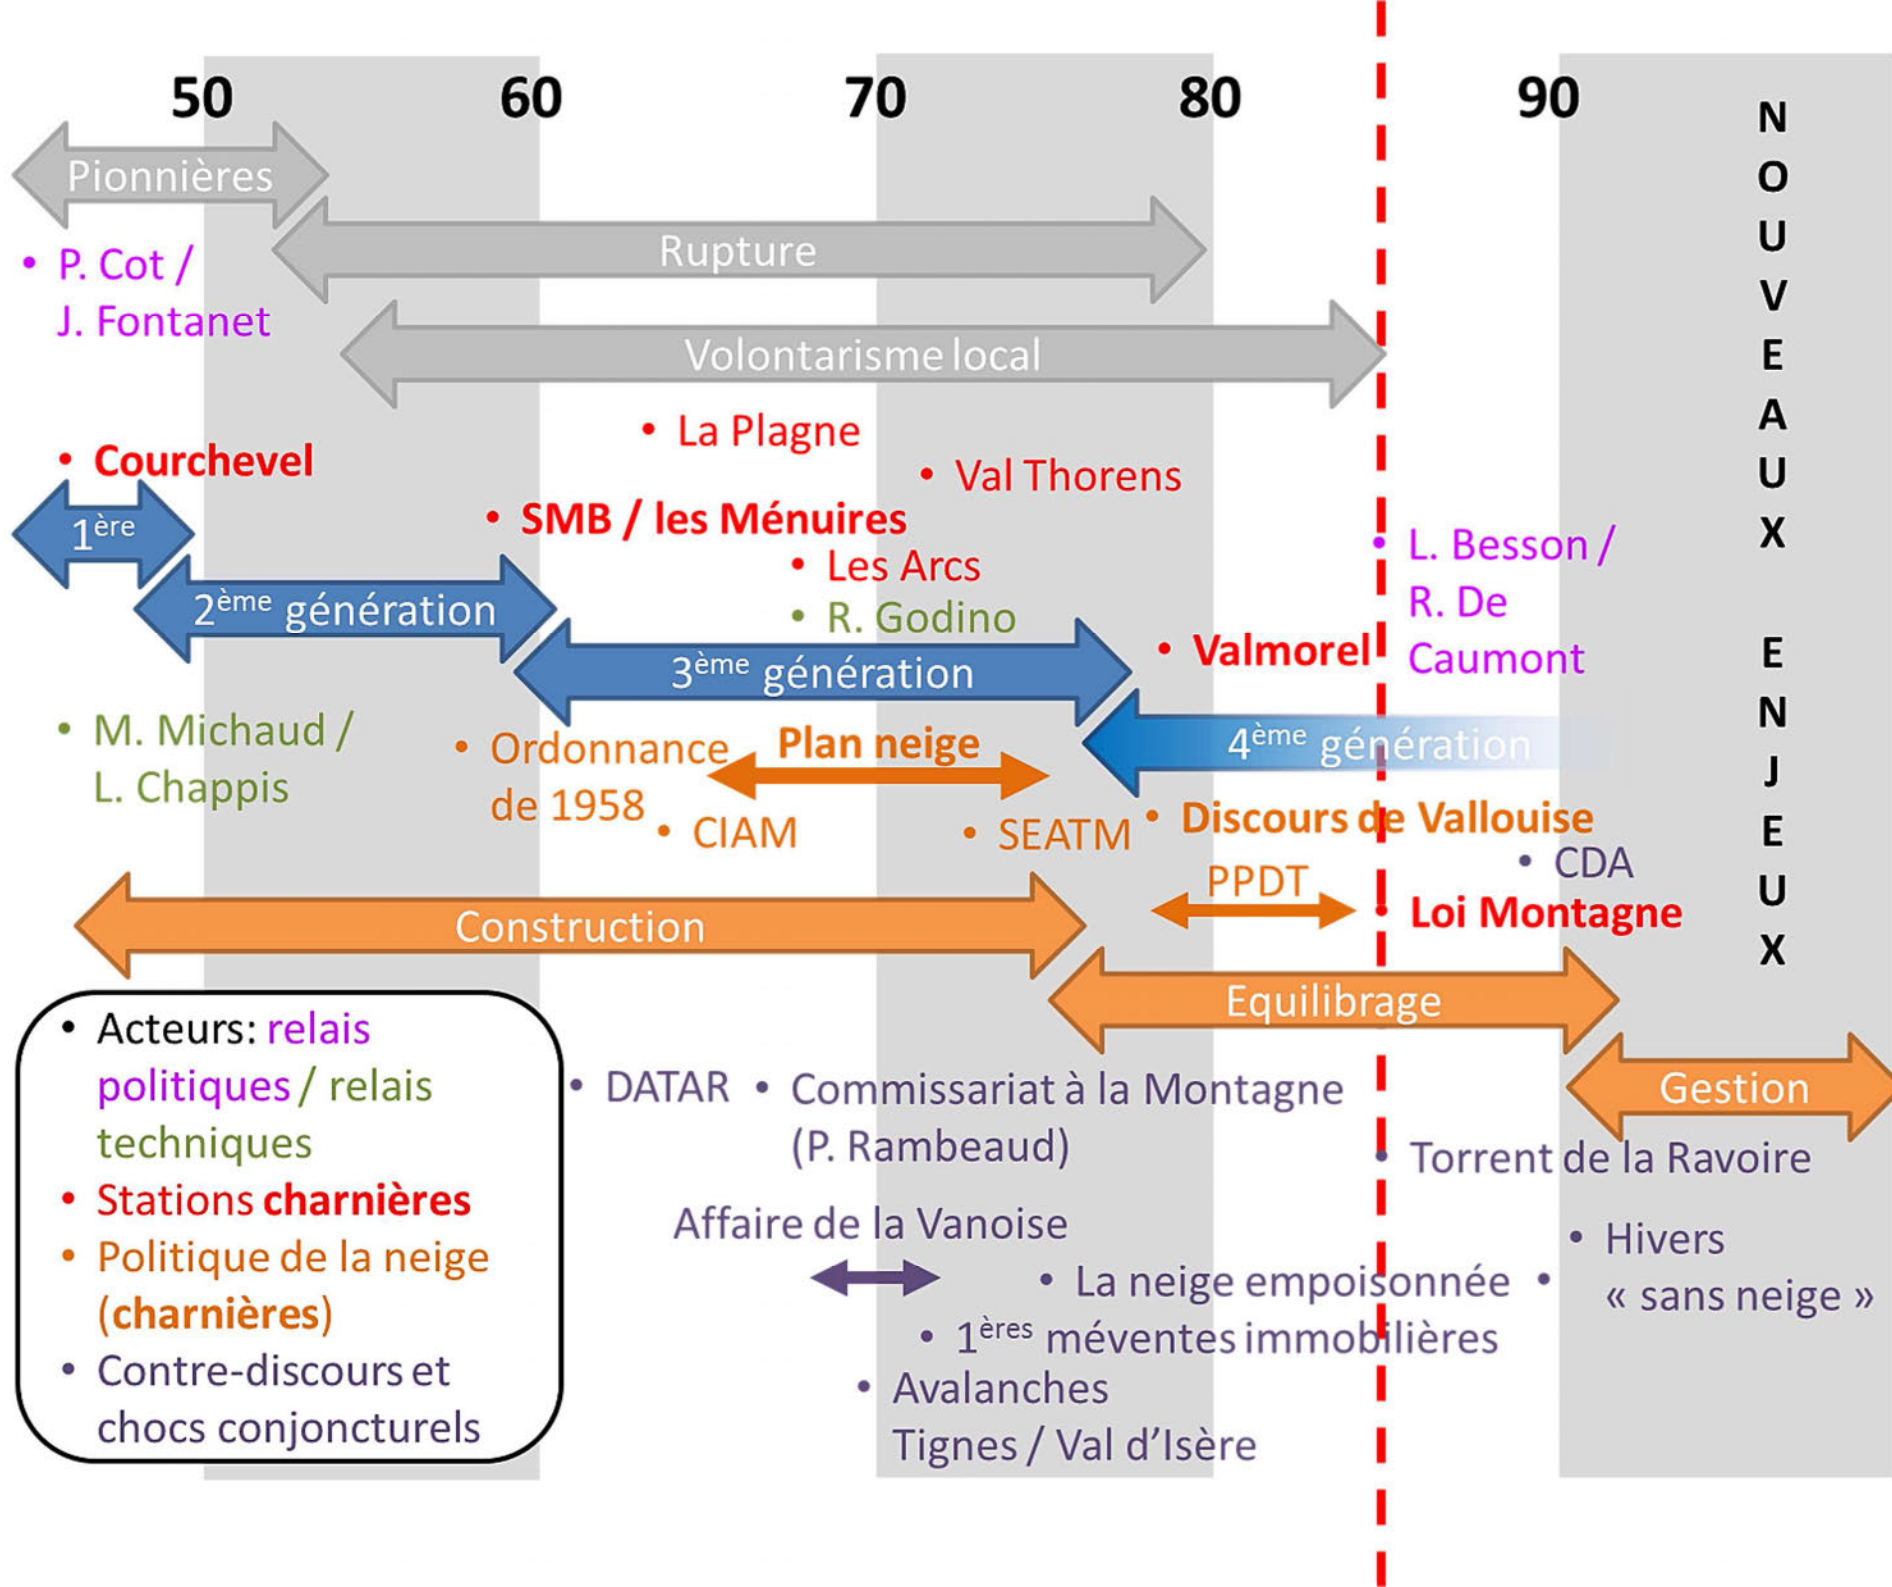 50 60 70 80 90
Pionnières
Rupture
• P. Cot /
J. Fontanet
Volontarisme local
• La Plagne
• Courchevel
• Val Thorens
1ère
• SMB / les Ménuires
• Les Arcs
• L. Besson /
R. De
Caumont
2ème génération
• R. Godino
3ème génération
• Valmorel
• M. Michaud /
L. Chappis
• Ordonnance
de 1958
Plan neige
4ème génération
• CIAM
• SEATM
• Discours de Vallouise
• CDA
PPDT
• Loi Montagne
Construction
Equilibrage
Gestion
N
O
U
V
E
A
U
X
E
N
J
E
U
X
• Acteurs: relais
politiques / relais
techniques
• Stations charnières
• Politique de la neige
(charnières)
• Contre-discours et
chocs conjoncturels
• DATAR
• Commissariat à la Montagne
(P. Rambeaud)
• Torrent de la Ravoire
Affaire de la Vanoise
• Hivers
« sans neige »
• La neige empoisonnée •
• 1ères méventes immobilières
• Avalanches
Tignes / Val d’Isère